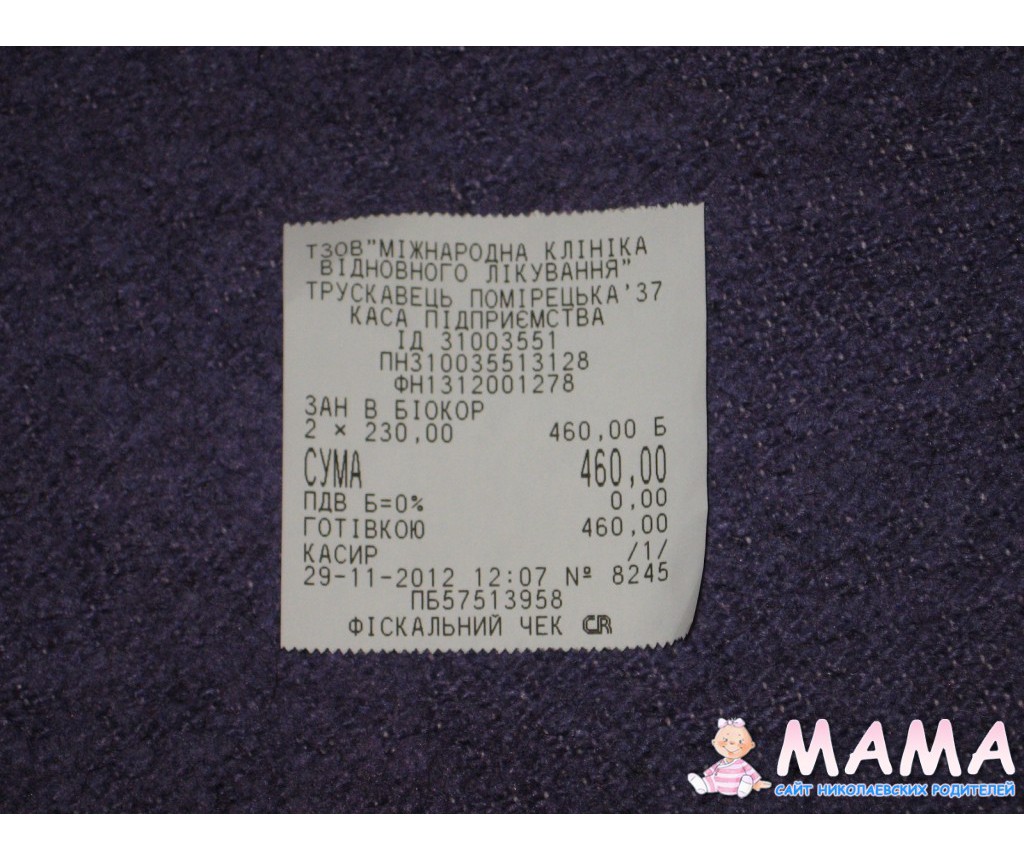 ТЗОВ"МІЖНАРОДНА КЛІНІКА
ВІДНОВНОГО ЛІКУВАННЯ"
ТРУСКАВЕЦЬ ПОМІРЕЦЬКА'37
КАСА ПІДПРИЄМСТВА
ІД 31003551
ПН310035513128
ФН1312001278
ЗАН В БІОКОР
2 × 230,00 460,00 Б
СУМА 460,00
ПДВ Б=0% 0,00
ГОТІВКОЮ 460,00
КАСИР /1/
29-11-2012 12:07 № 8245
ПБ57513958
ФІСКАЛЬНИЙ ЧЕК CR
МАМА
САЙТ НИКОЛАЕВСКИХ РОДИТЕЛЕЙ